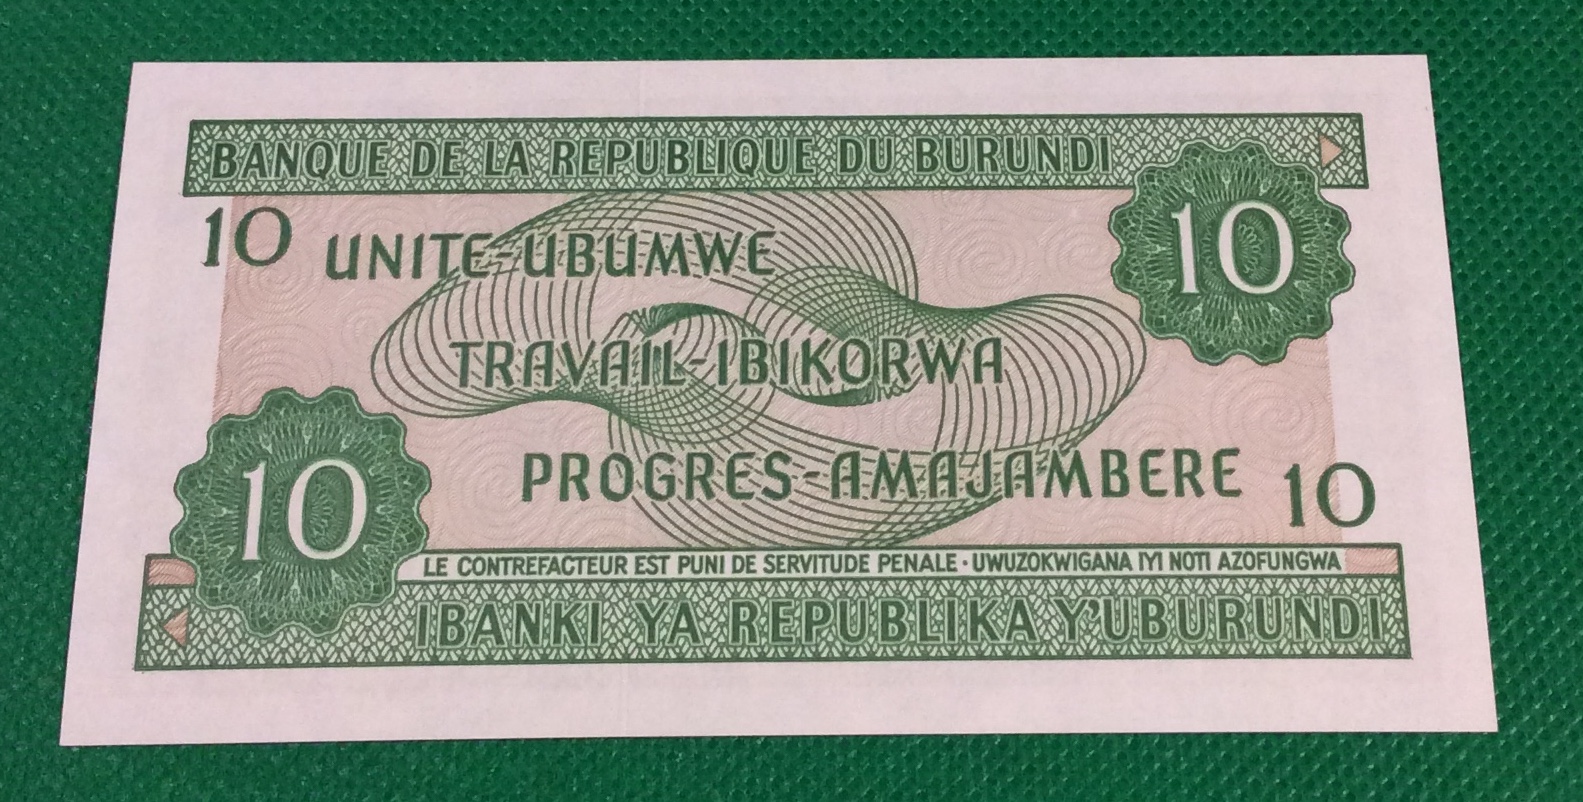 BANQUE DE LA REPUBLIQUE DU BURUNDI
10
10
UNITE-UBUMWE
TRAVAIL-IBIKORWA
PROGRES-AMAJAMBERE
10
10
LE CONTREFACTEUR EST PUNI DE SERVITUDE PENALE · UWUZOKWIGANA IYI NOTI AZOFUNGWA
IBANKI YA REPUBLIKA Y'UBURUNDI